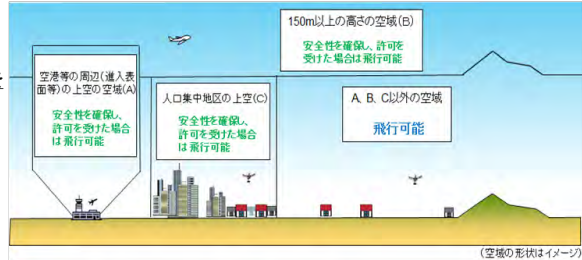 150m以上の高さの空域(B)
安全性を確保し、許可を
受けた場合は飛行可能
空港等の周辺(進入表
面等)の上空の空域(A)
安全性を確保し、
許可を受けた場合
は飛行可能
人口集中地区の上空(C)
安全性を確保し、
許可を受けた場合
は飛行可能
A、B、C以外の空域
飛行可能
(空域の形状はイメージ)